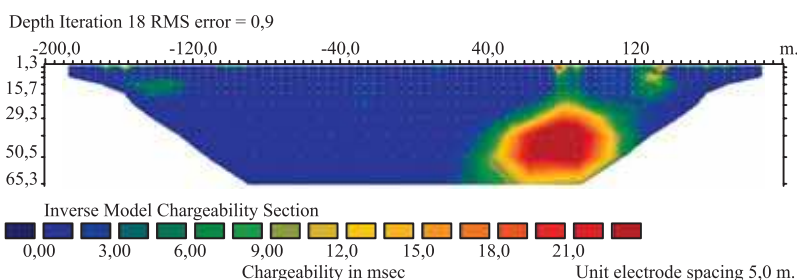 Depth Iteration 18 RMS error = 0,9
-200,0 -120,0 -40,0 40,0 120 m.
1,3
15,7
29,3
50,5
65,3
Inverse Model Chargeability Section
0,00 3,00 6,00 9,00 12,0 15,0 18,0 21,0
Chargeability in msec Unit electrode spacing 5,0 m.